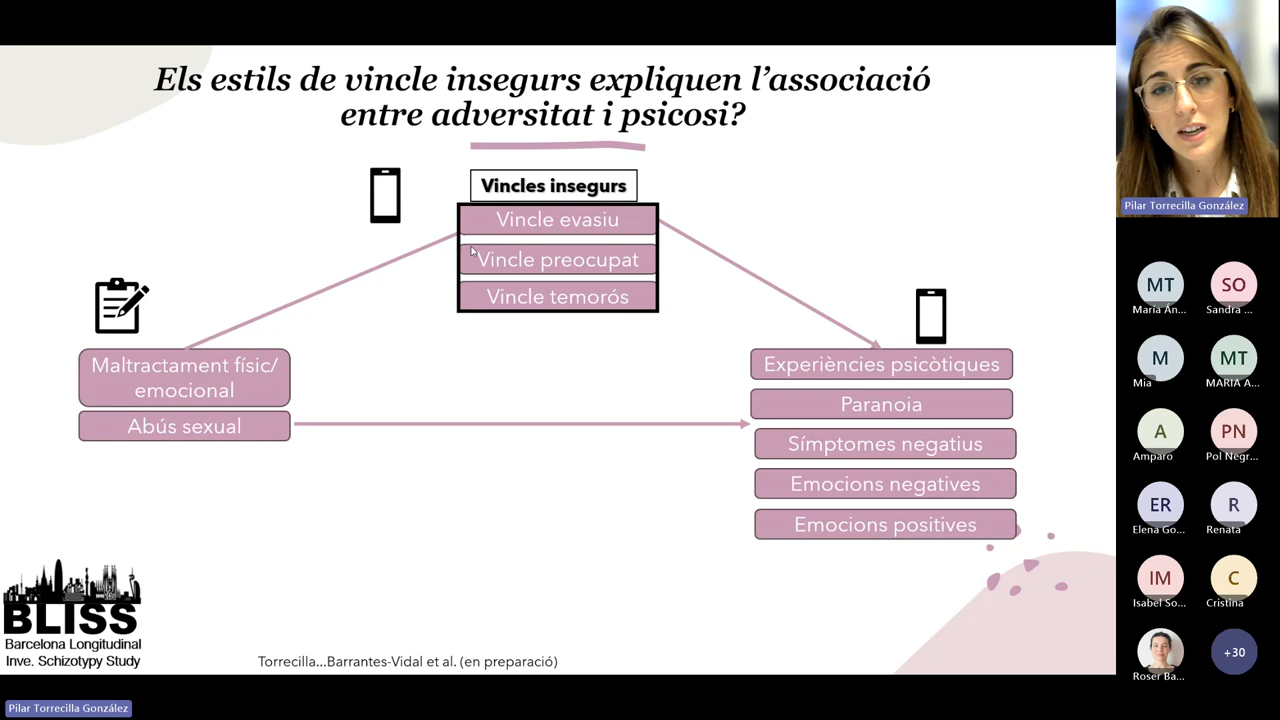 Els estils de vincle insegurs expliquen l'associació
entre adversitat i psicosi?
Vincles insegurs
Vincle evasiu
Vincle preocupat
Vincle temorós
Maltractament físic/
emocional
Abús sexual
Experiències psicòtiques
Paranoia
Símptomes negatius
Emocions negatives
Emocions positives
BLISS
Barcelona Longitudinal
Inve. Schizotypy Study
Torrecilla...Barrantes-Vidal et al. (en preparació)
Pilar Torrecilla González
Pilar Torrecilla González
MT
SO
María Án...
Sandra ...
M
MT
Mia
MARIA A...
A
PN
Amparo
Pol Negr...
ER
R
Elena Go...
Renata
IM
C
Isabel So...
Cristina
+30
Roser Ba...